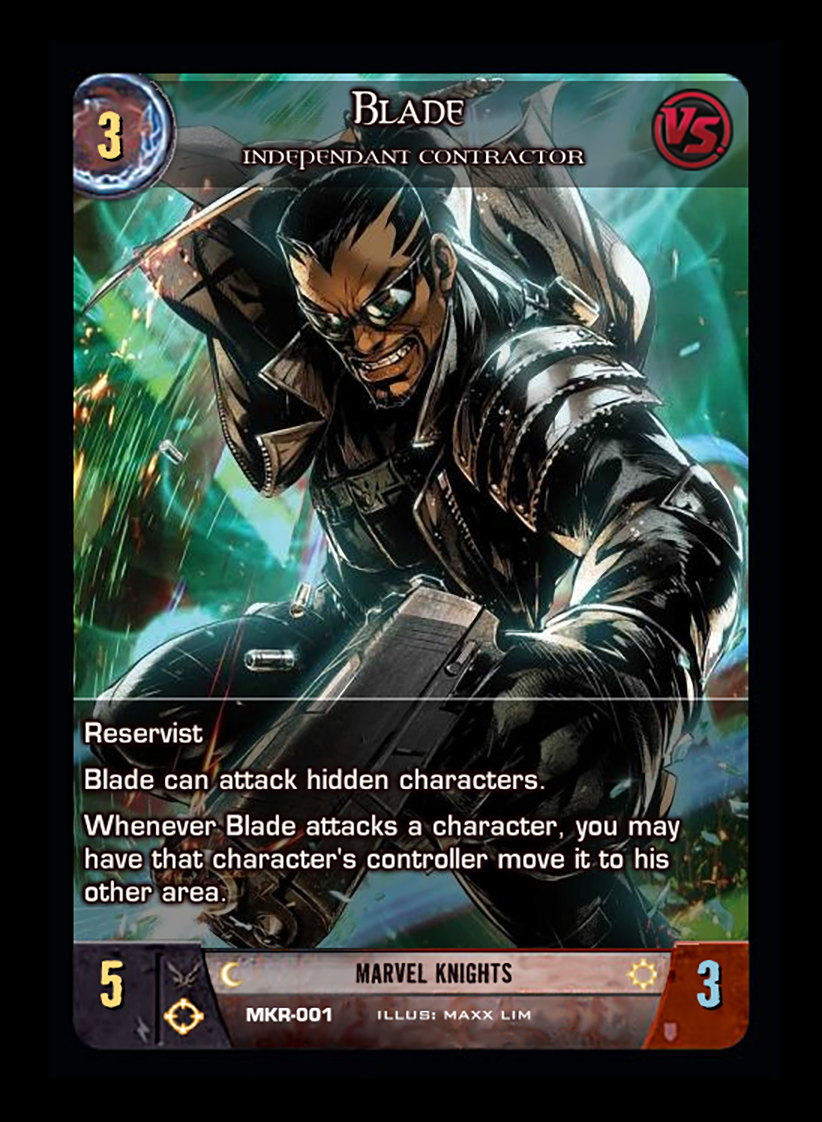 3
BLADE
VS.
INDEPENDANT CONTRACTOR
Reservist
Blade can attack hidden characters.
Whenever Blade attacks a character, you may
have that character's controller move it to his
other area.
5
MARVEL KNIGHTS
3
MKR-001 ILLUS: MAXX LIM